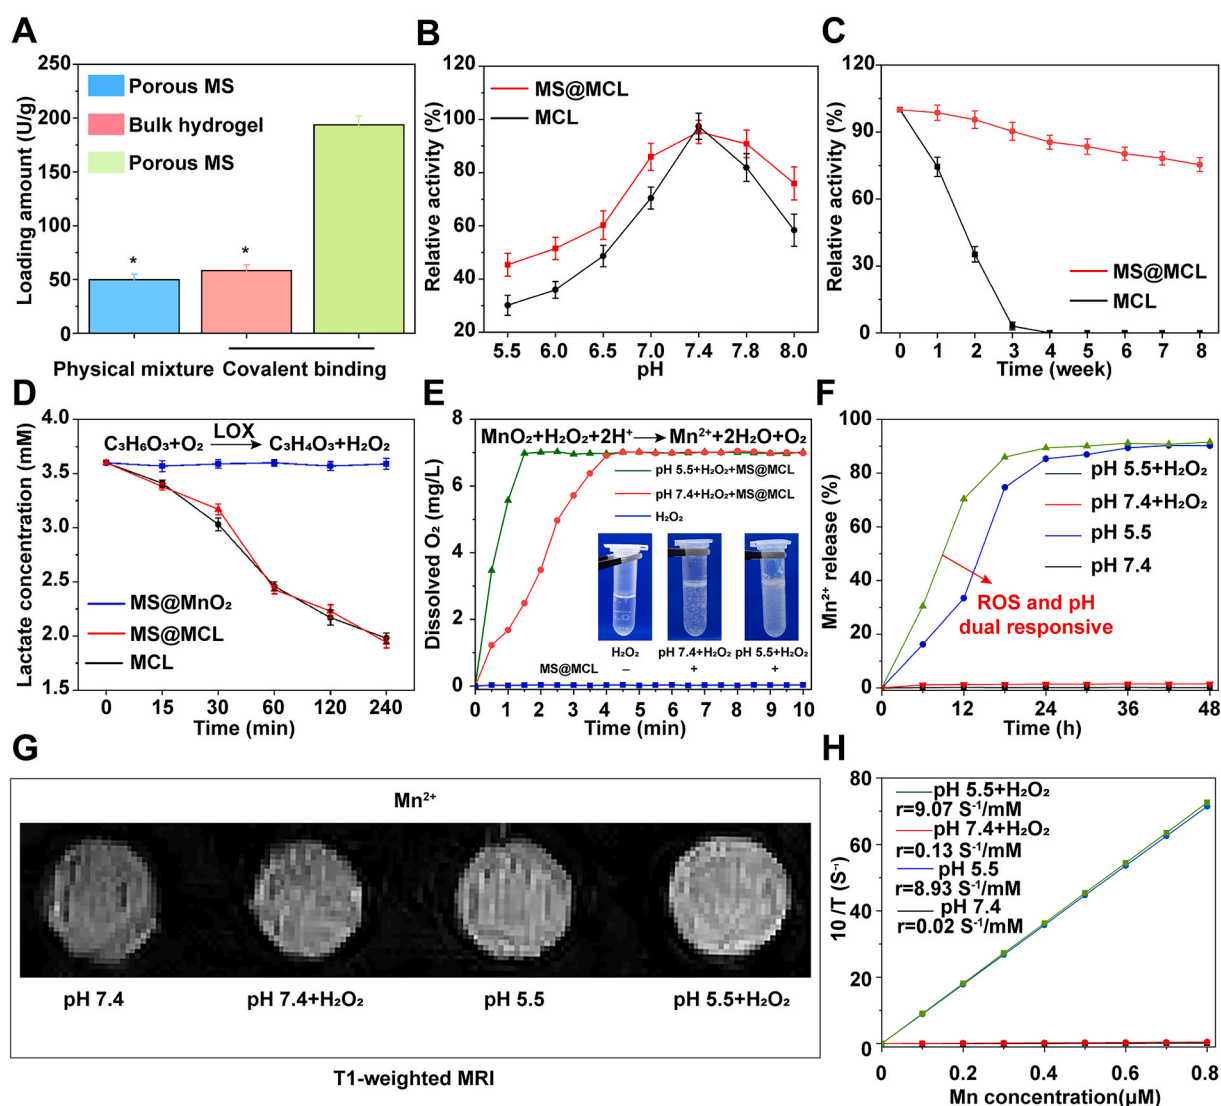 A
Loading amount (U/g)
250
200
150
100
50
0
Porous MS
Bulk hydrogel
Porous MS
*
*
Physical mixture
Covalent binding
B
Relative activity (%)
120
100
80
60
40
20
MS@MCL
MCL
5.5 6.0 6.5 7.0 7.4 7.8 8.0
pH
C
Relative activity (%)
120
90
60
30
0
MS@MCL
MCL
0 1 2 3 4 5 6 7 8
Time (week)
D
Lactate concentration (mM)
4.0
3.5
3.0
2.5
2.0
1.5
LOX
C₃H₆O₃+O₂ C₃H₄O₃+H₂O₂
MS@MnO₂
MS@MCL
MCL
0 15 30 60 120 240
Time (min)
E
Dissolved O₂ (mg/L)
8
6
4
2
0
MnO₂+H₂O₂+2H⁺→Mn²⁺+2H₂O+O₂
pH 5.5+H₂O₂+MS@MCL
pH 7.4+H₂O₂+MS@MCL
H₂O₂
H₂O₂ pH 7.4+H₂O₂ pH 5.5+H₂O₂
MS@MCL – + +
0 1 2 3 4 5 6 7 8 9 10
Time (min)
F
Mn²⁺ release (%)
100
80
60
40
20
0
pH 5.5+H₂O₂
pH 7.4+H₂O₂
pH 5.5
pH 7.4
ROS and pH
dual responsive
0 12 24 36 48
Time (h)
G
Mn²⁺
pH 7.4 pH 7.4+H₂O₂ pH 5.5 pH 5.5+H₂O₂
T1-weighted MRI
H
10 /T (S⁻¹)
80
60
40
20
0
pH 5.5+H₂O₂
r=9.07 S⁻¹/mM
pH 7.4+H₂O₂
r=0.13 S⁻¹/mM
pH 5.5
r=8.93 S⁻¹/mM
pH 7.4
r=0.02 S⁻¹/mM
0 0.2 0.4 0.6 0.8
Mn concentration(μM)